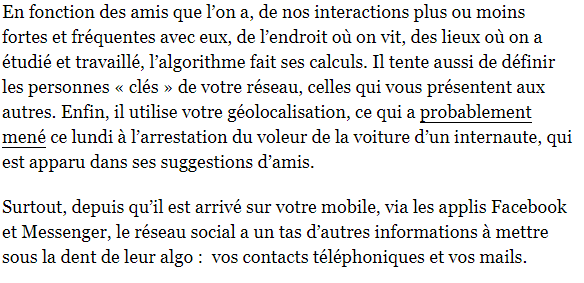 En fonction des amis que l’on a, de nos interactions plus ou moins
fortes et fréquentes avec eux, de l’endroit où on vit, des lieux où on a
étudié et travaillé, l’algorithme fait ses calculs. Il tente aussi de définir
les personnes « clés » de votre réseau, celles qui vous présentent aux
autres. Enfin, il utilise votre géolocalisation, ce qui a probablement
mené ce lundi à l’arrestation du voleur de la voiture d’un internaute, qui
est apparu dans ses suggestions d’amis.
Surtout, depuis qu’il est arrivé sur votre mobile, via les applis Facebook
et Messenger, le réseau social a un tas d’autres informations à mettre
sous la dent de leur algo :  vos contacts téléphoniques et vos mails.